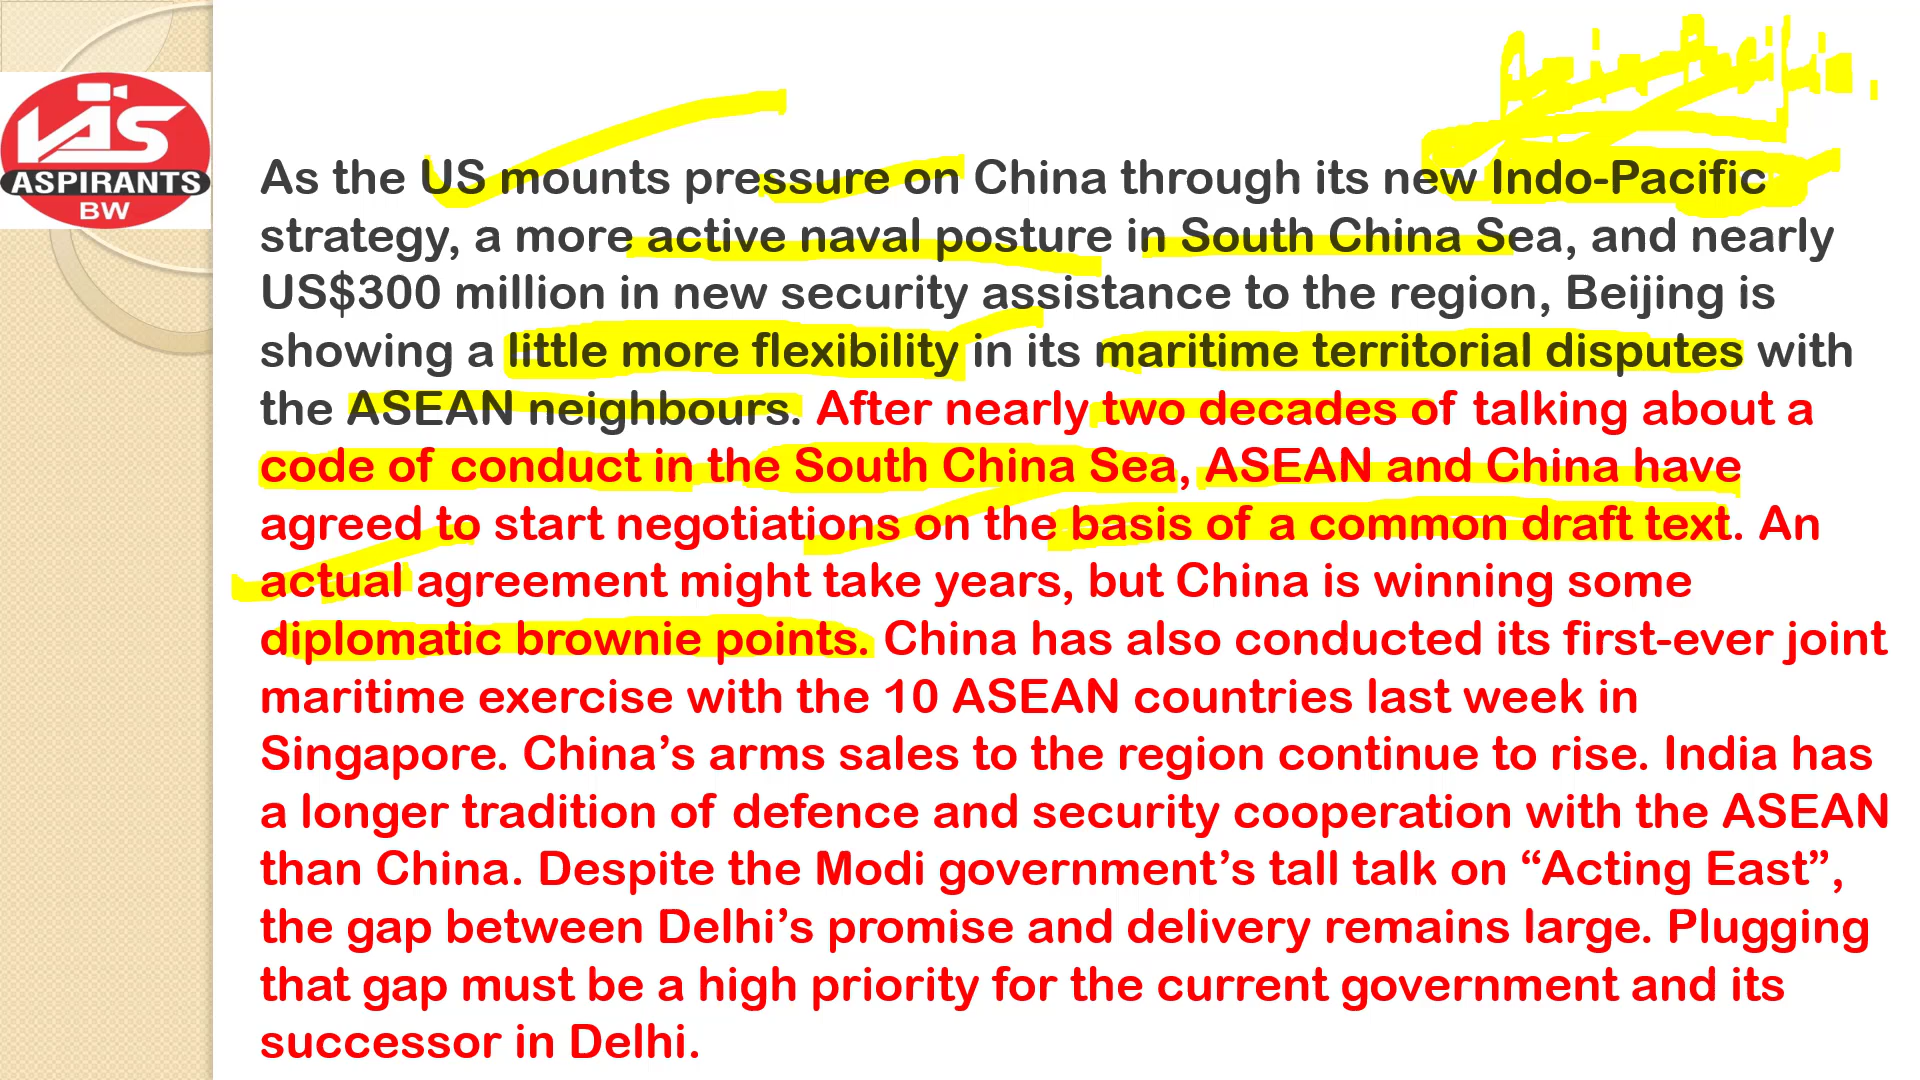 Asia Pacific.
IAS
ASPIRANTS
BW
As the US mounts pressure on China through its new Indo-Pacific
strategy, a more active naval posture in South China Sea, and nearly
US$300 million in new security assistance to the region, Beijing is
showing a little more flexibility in its maritime territorial disputes with
the ASEAN neighbours. After nearly two decades of talking about a
code of conduct in the South China Sea, ASEAN and China have
agreed to start negotiations on the basis of a common draft text. An
actual agreement might take years, but China is winning some
diplomatic brownie points. China has also conducted its first-ever joint
maritime exercise with the 10 ASEAN countries last week in
Singapore. China’s arms sales to the region continue to rise. India has
a longer tradition of defence and security cooperation with the ASEAN
than China. Despite the Modi government’s tall talk on “Acting East”,
the gap between Delhi’s promise and delivery remains large. Plugging
that gap must be a high priority for the current government and its
successor in Delhi.